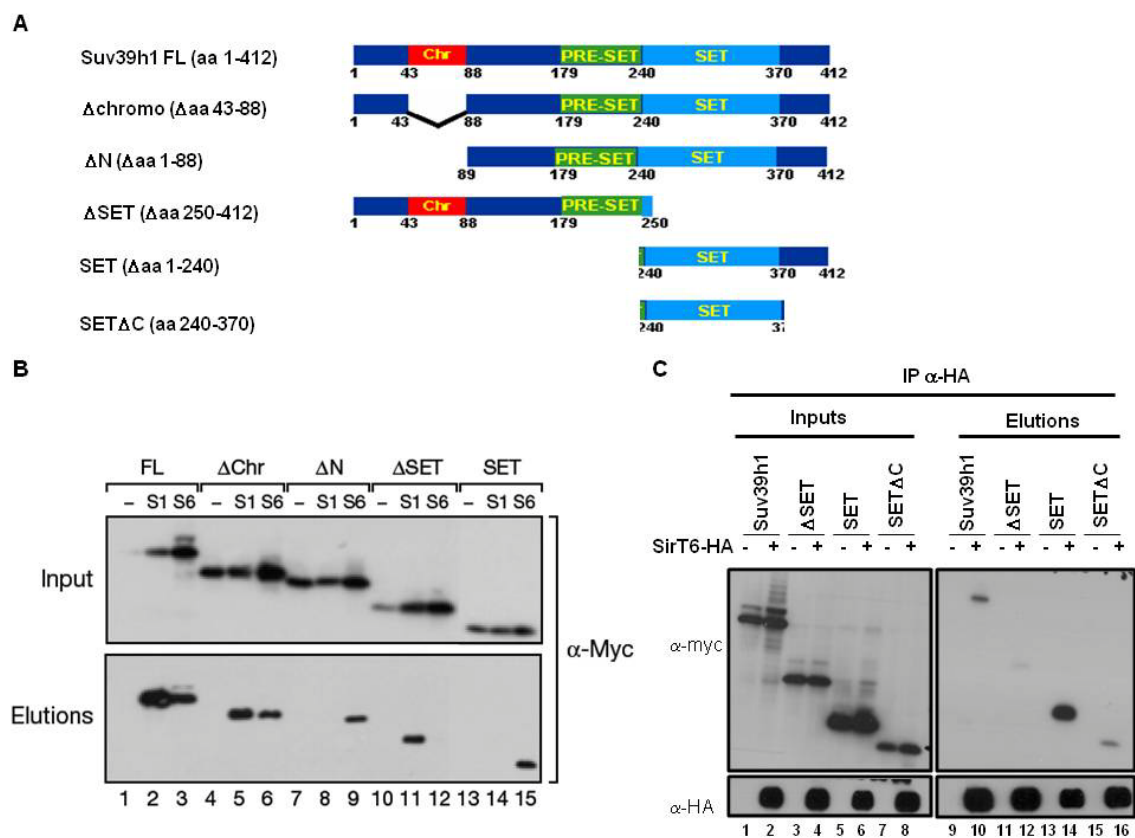 A
Suv39h1 FL (aa 1-412)
Chr PRE-SET SET
1 43 88 179 240 370 412
Δchromo (Δaa 43-88)
PRE-SET SET
1 43 88 179 240 370 412
ΔN (Δaa 1-88)
PRE-SET SET
89 179 240 370 412
ΔSET (Δaa 250-412)
Chr PRE-SET
1 43 88 179 250
SET (Δaa 1-240)
SET
240 370 412
SETΔC (aa 240-370)
SET
240 37
B
FL ΔChr ΔN ΔSET SET
– S1 S6 – S1 S6 – S1 S6 – S1 S6 – S1 S6
Input
Elutions
α-Myc
1 2 3 4 5 6 7 8 9 10 11 12 13 14 15
C
IP α-HA
Inputs Elutions
Suv39h1 ΔSET SET SETΔC Suv39h1 ΔSET SET SETΔC
SirT6-HA - + - + - + - + - + - + - + - +
α-myc
α-HA
1 2 3 4 5 6 7 8 9 10 11 12 13 14 15 16